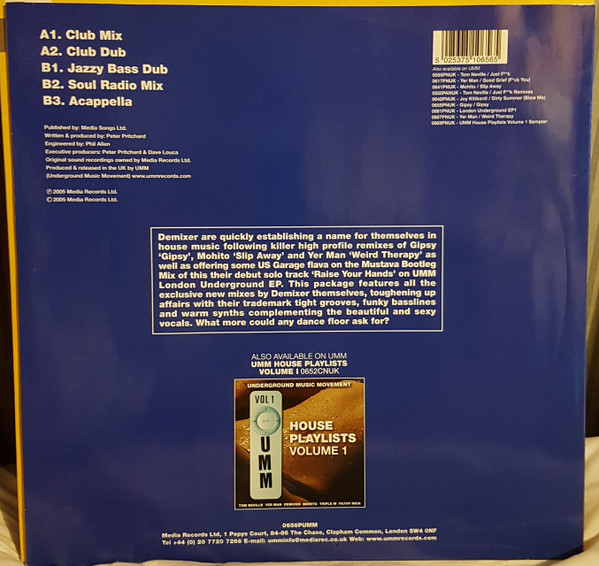 A1. Club Mix
A2. Club Dub
B1. Jazzy Bass Dub
B2. Soul Radio Mix
B3. Acappella
5 025375 106565
Also available on UMM
0555PNUK - Tom Neville / Just F**k
0617PNUK - Yer Man / Good Grief (F*ck You)
0641PNUK - Mohito / Slip Away
- Tom Neville / Just F**k Remixes
0640PNUK - Joy Kitikonti / Dirty Summer (Blow Me)
0655PNUK - Gipsy / Gipsy
0661PNUK - London Underground EP1
0667PNUK - Yer Man / Weird Therapy
0669PNUK - UMM House Playlists Volume 1 Sampler
Published by: Media Songs Ltd.
Written & produced by: Peter Pritchard
Engineered by: Phil Allen
Executive producers: Peter Pritchard & Dave Louca
Original sound recordings owned by Media Records Ltd.
Produced & released in the UK by UMM
(Underground Music Movement) www.ummrecords.com
℗ 2005 Media Records Ltd.
© 2005 Media Records Ltd.
Demixer are quickly establishing a name for themselves in
house music following killer high profile remixes of Gipsy
‘Gipsy’, Mohito ‘Slip Away’ and Yer Man ‘Weird Therapy’ as
well as offering some US Garage flava on the Mustava Bootleg
Mix of this their debut solo track ‘Raise Your Hands’ on UMM
London Underground EP. This package features all the
exclusive new mixes by Demixer themselves, toughening up
affairs with their trademark tight grooves, funky basslines
and warm synths complementing the beautiful and sexy
vocals. What more could any dance floor ask for?
ALSO AVAILABLE ON UMM
UMM HOUSE PLAYLISTS
VOLUME I 0652CNUK
UNDERGROUND MUSIC MOVEMENT
VOL 1
UMM
HOUSE
PLAYLISTS
VOLUME 1
TOM NEVILLE YER MAN DEMIXER MOHITO TRIPLE M FILTHY RICH
0656PUMM
Media Records Ltd, 1 Pepys Court, 84-86 The Chase, Clapham Common, London SW4 0NF
Tel +44 (0) 20 7720 7266 E-mail: umminfo@mediarec.co.uk Web: www.ummrecords.com